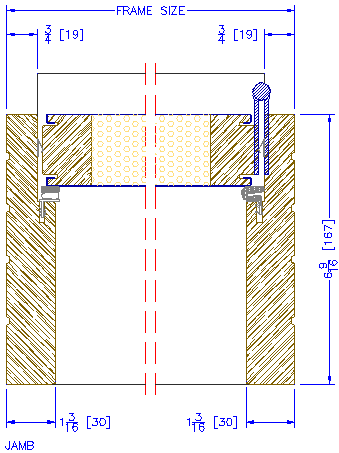 FRAME SIZE
3/4 [19] 3/4 [19]
6 9/16 [167]
1 3/16 [30] 1 3/16 [30]
JAMB